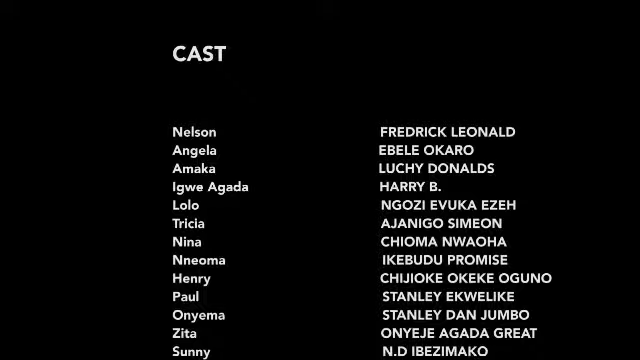 CAST
Nelson FREDRICK LEONALD
Angela EBELE OKARO
Amaka LUCHY DONALDS
Igwe Agada HARRY B.
Lolo NGOZI EVUKA EZEH
Tricia AJANIGO SIMEON
Nina CHIOMA NWAOHA
Nneoma IKEBUDU PROMISE
Henry CHIJIOKE OKEKE OGUNO
Paul STANLEY EKWELIKE
Onyema STANLEY DAN JUMBO
Zita ONYEJE AGADA GREAT
Sunny N.D IBEZIMAKO